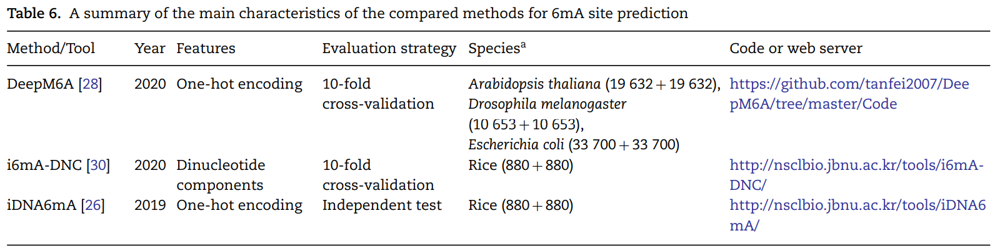 Table 6. A summary of the main characteristics of the compared methods for 6mA site prediction
Method/Tool Year Features Evaluation strategy Speciesa Code or web server
DeepM6A [28] 2020 One-hot encoding 10-fold Arabidopsis thaliana (19 632 + 19 632), https://github.com/tanfei2007/Dee
cross-validation Drosophila melanogaster pM6A/tree/master/Code
(10 653 + 10 653),
Escherichia coli (33 700 + 33 700)
i6mA-DNC [30] 2020 Dinucleotide 10-fold Rice (880 + 880) http://nsclbio.jbnu.ac.kr/tools/i6mA-
components cross-validation DNC/
iDNA6mA [26] 2019 One-hot encoding Independent test Rice (880 + 880) http://nsclbio.jbnu.ac.kr/tools/iDNA6
mA/